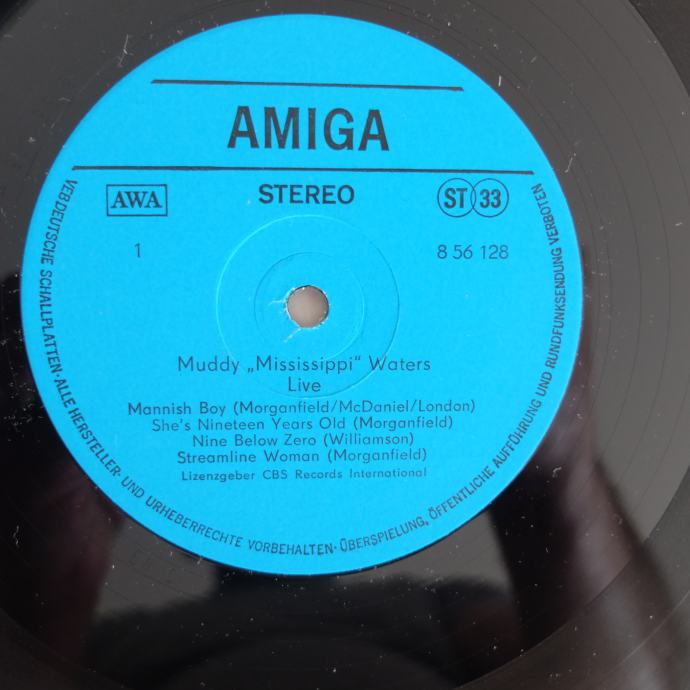 AMIGA
AWA
STEREO
ST 33
1
8 56 128
Muddy „Mississippi“ Waters
Live
Mannish Boy (Morganfield/McDaniel/London)
She's Nineteen Years Old (Morganfield)
Nine Below Zero (Williamson)
Streamline Woman (Morganfield)
Lizenzgeber CBS Records International
VEB DEUTSCHE SCHALLPLATTEN·ALLE HERSTELLER- UND URHEBERRECHTE VORBEHALTEN·ÜBERSPIELUNG, ÖFFENTLICHE AUFFÜHRUNG UND RUNDFUNKSENDUNG VERBOTEN